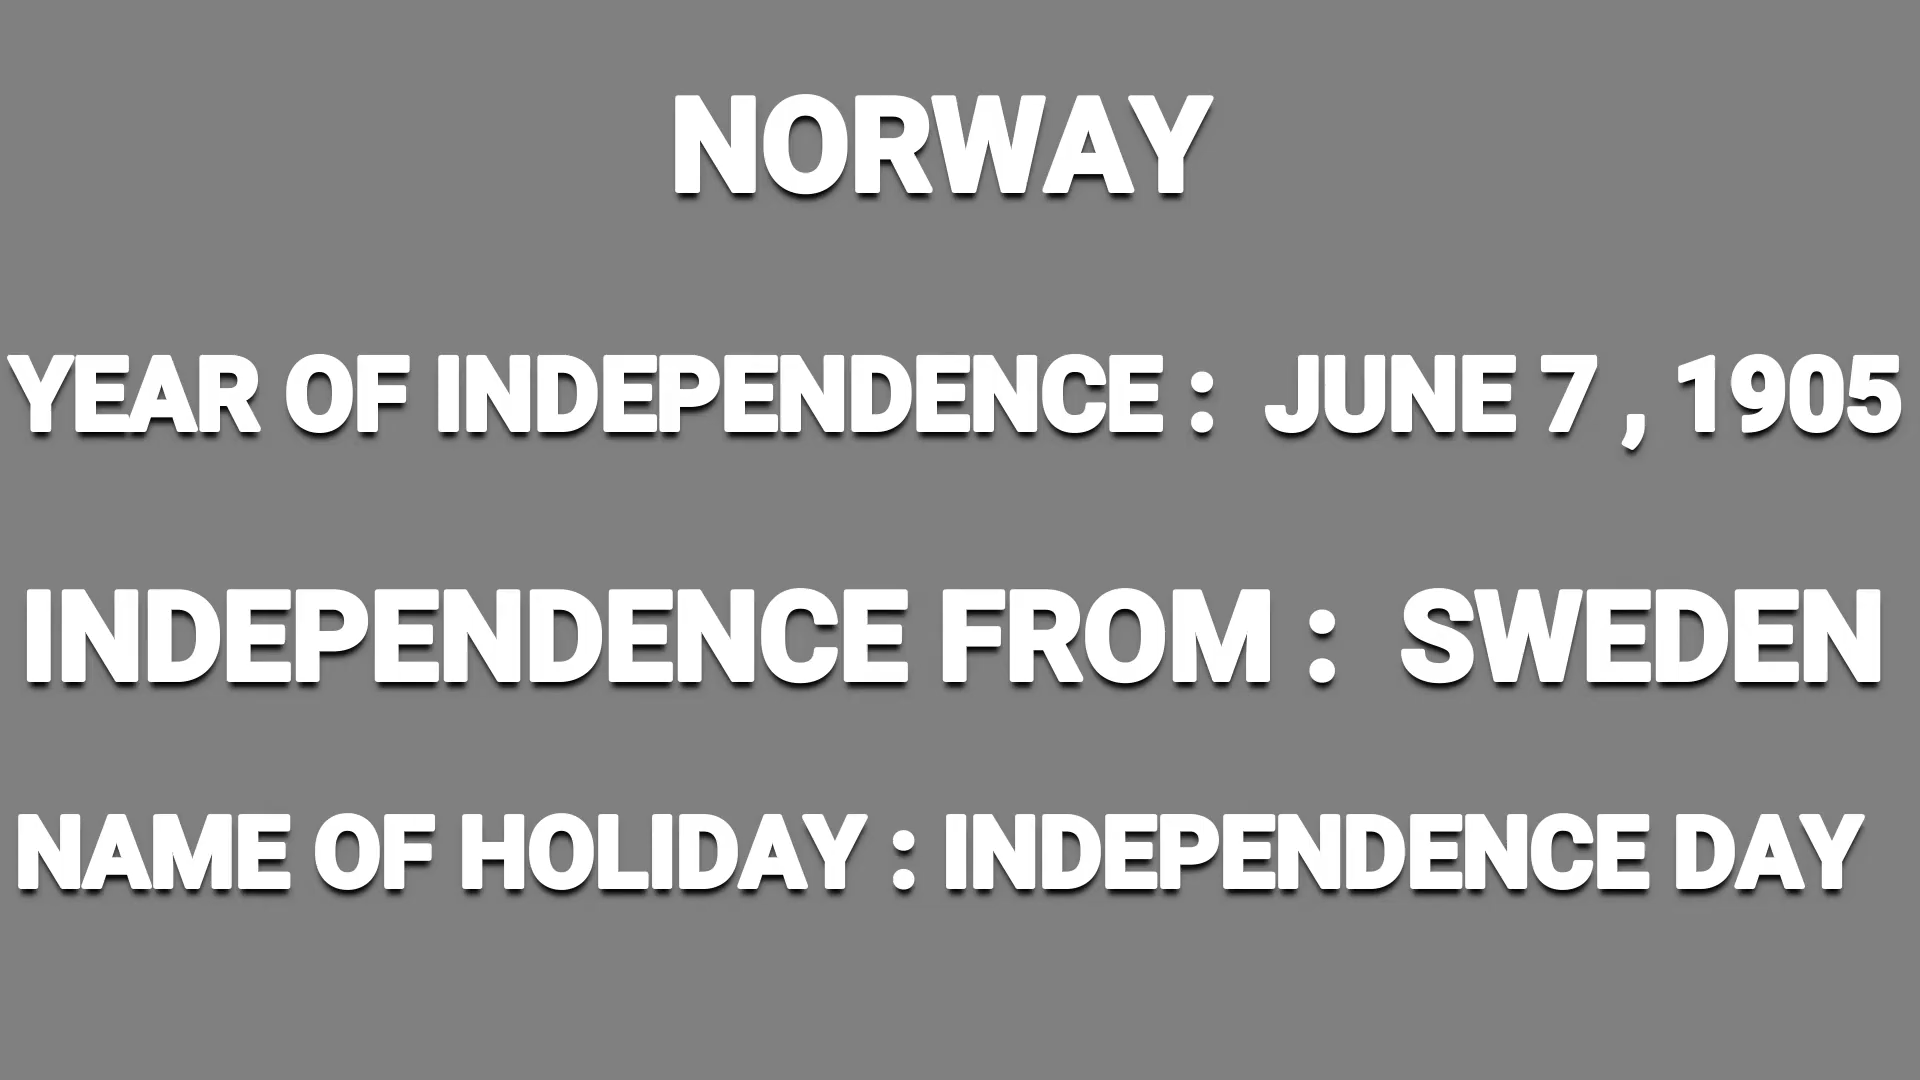 NORWAY
YEAR OF INDEPENDENCE : JUNE 7 , 1905
INDEPENDENCE FROM : SWEDEN
NAME OF HOLIDAY : INDEPENDENCE DAY